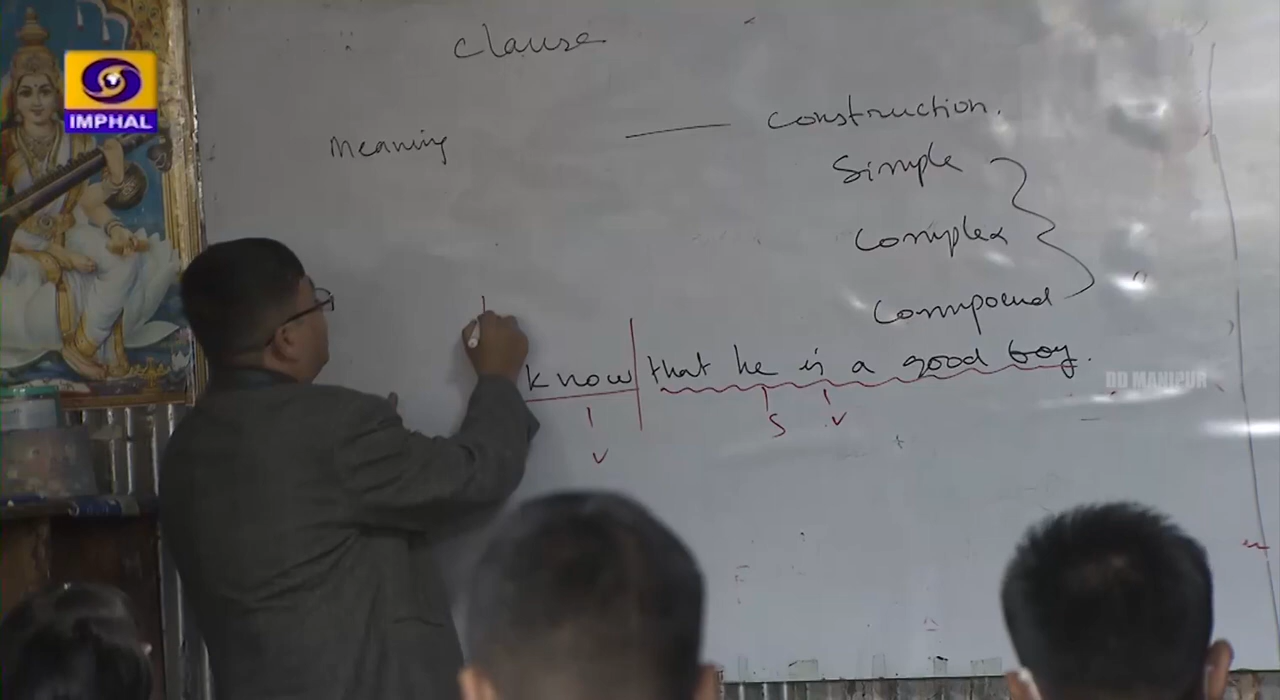 IMPHAL
Clause
Meaning — Construction.
Simple
Complex
Compound
know that he is a good boy.
DD MANIPUR
S V
V